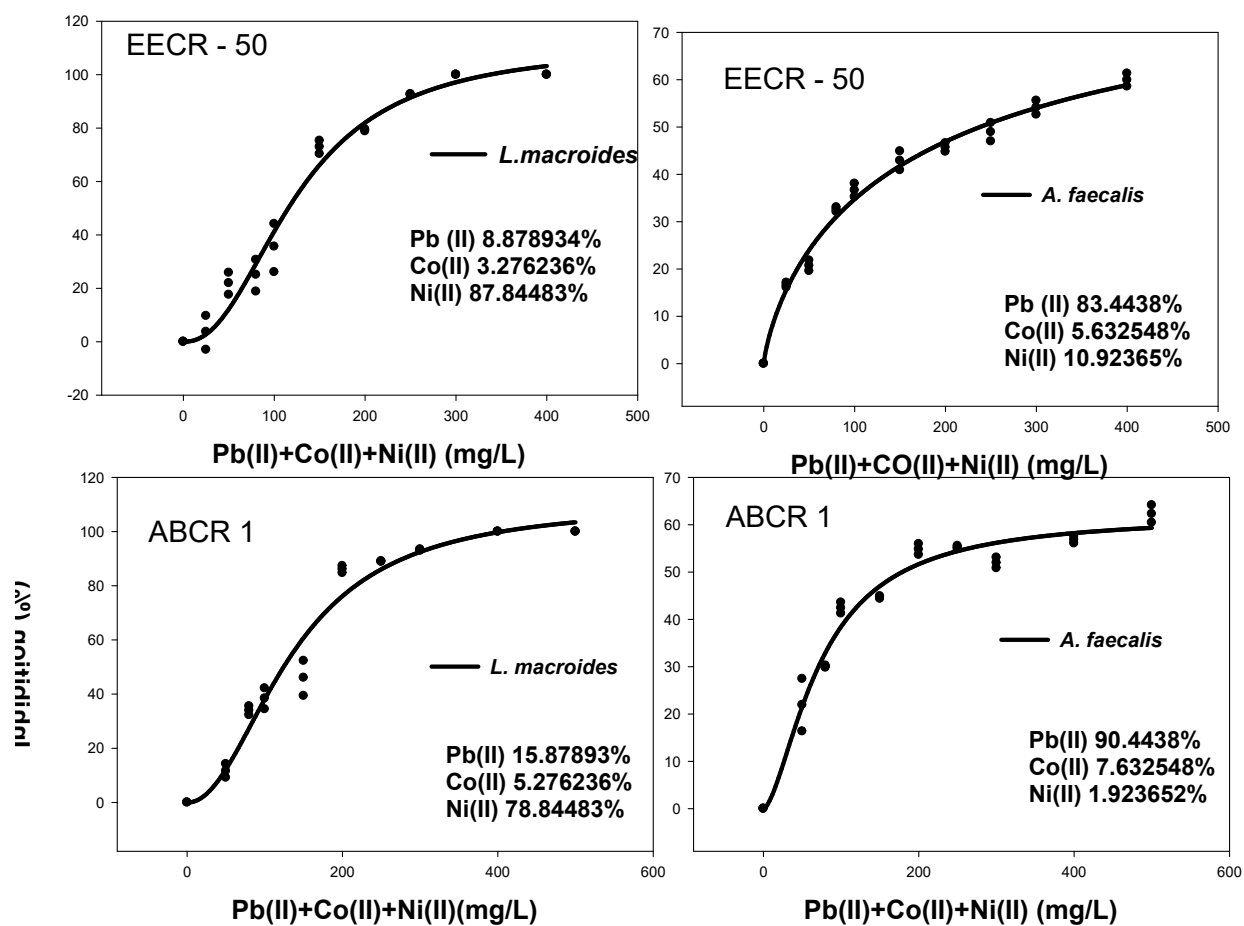 EECR - 50
120
100
80
60
40
20
0
-20
L.macroides
Pb (II) 8.878934%
Co(II) 3.276236%
Ni(II) 87.84483%
0 100 200 300 400 500
Pb(II)+Co(II)+Ni(II) (mg/L)
EECR - 50
70
60
50
40
30
20
10
0
A. faecalis
Pb (II) 83.4438%
Co(II) 5.632548%
Ni(II) 10.92365%
0 100 200 300 400 500
Pb(II)+CO(II)+Ni(II) (mg/L)
ABCR 1
120
100
80
60
40
20
0
L. macroides
Pb(II) 15.87893%
Co(II) 5.276236%
Ni(II) 78.84483%
0 200 400 600
Pb(II)+Co(II)+Ni(II)(mg/L)
ABCR 1
70
60
50
40
30
20
10
0
A. faecalis
Pb(II) 90.4438%
Co(II) 7.632548%
Ni(II) 1.923652%
0 200 400 600
Pb(II)+Co(II)+Ni(II) (mg/L)